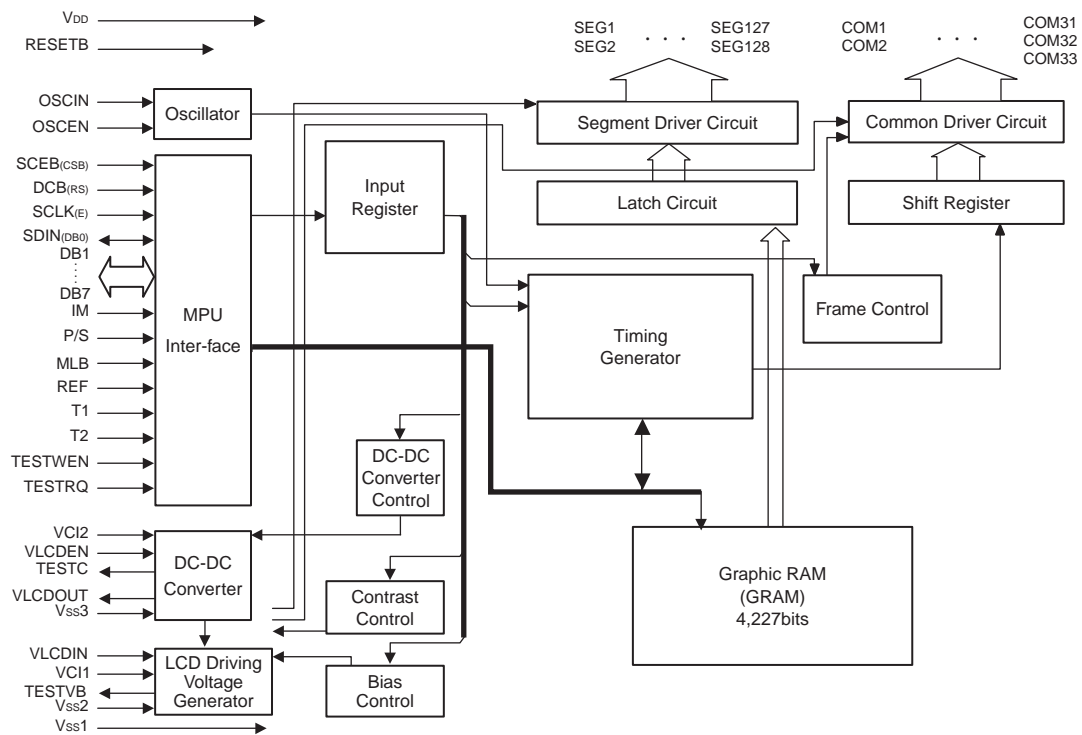 VDD
RESETB
SEG1
SEG2
. . .
SEG127
SEG128
COM1
COM2
. . .
COM31
COM32
COM33
OSCIN
OSCEN
Oscillator
Segment Driver Circuit
Common Driver Circuit
SCEB(CSB)
DCB(RS)
SCLK(E)
SDIN(DB0)
DB1
DB7
IM
P/S
MLB
REF
T1
T2
TESTWEN
TESTRQ
MPU
Inter-face
Input
Register
Latch Circuit
Shift Register
Timing
Generator
Frame Control
DC-DC
Converter
Control
VCI2
VLCDEN
TESTC
VLCDOUT
VSS3
DC-DC
Converter
Contrast
Control
Graphic RAM
(GRAM)
4,227bits
VLCDIN
VCI1
TESTVB
VSS2
VSS1
LCD Driving
Voltage
Generator
Bias
Control